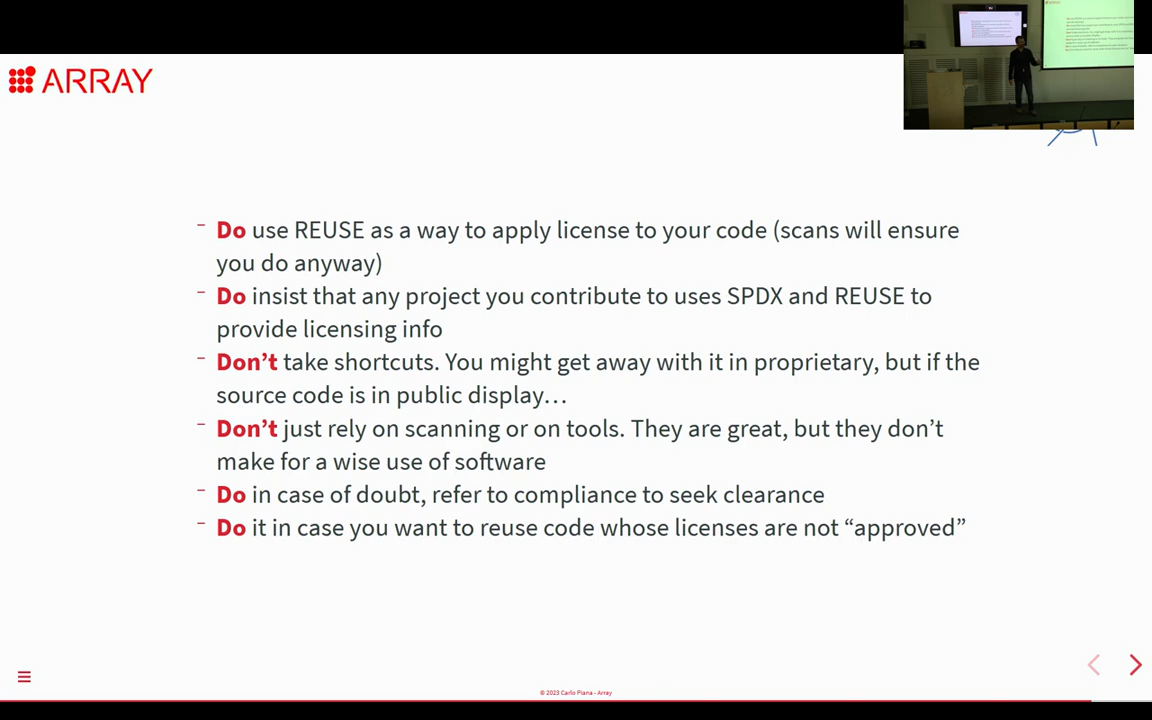 ARRAY
Do use REUSE as a way to apply license to your code (scans will ensure
you do anyway)
Do insist that any project you contribute to uses SPDX and REUSE to
provide licensing info
Don’t take shortcuts. You might get away with it in proprietary, but if the
source code is in public display…
Don’t just rely on scanning or on tools. They are great, but they don’t
make for a wise use of software
Do in case of doubt, refer to compliance to seek clearance
Do it in case you want to reuse code whose licenses are not “approved”
© 2023 Carlo Piana - Array